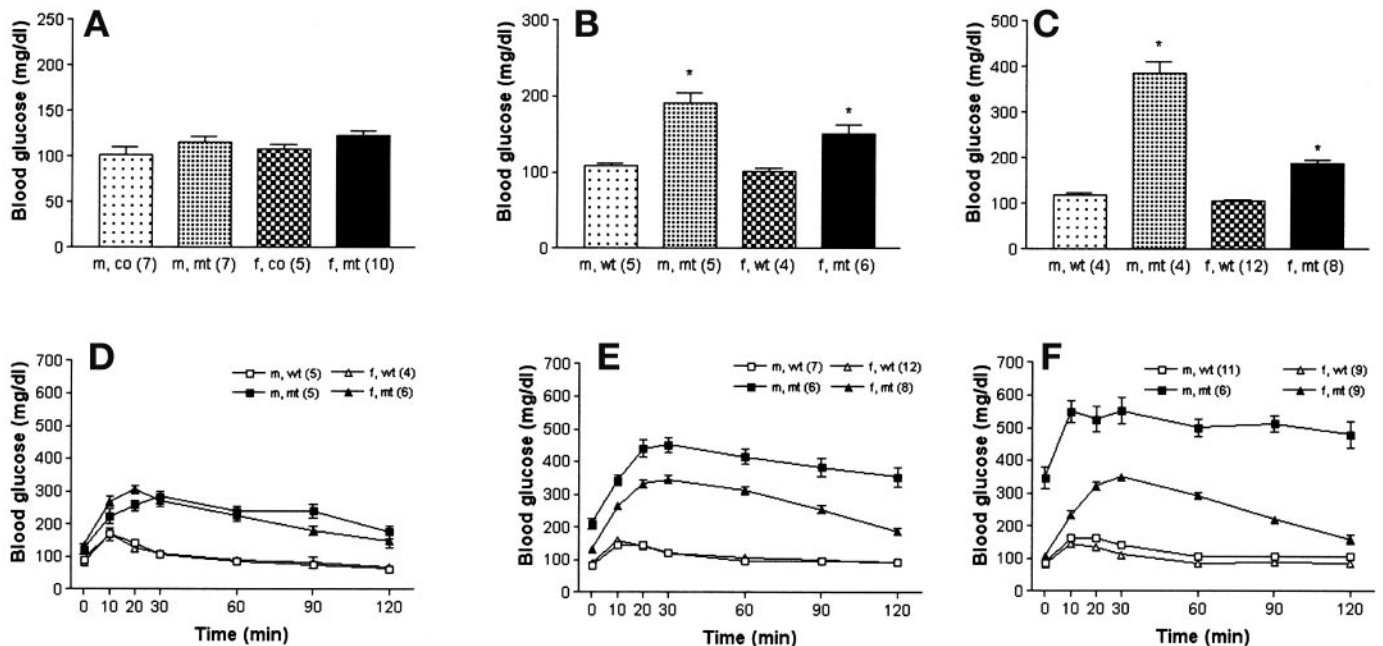 A
Blood glucose (mg/dl)
250
200
150
100
50
0
m, co (7) m, mt (7) f, co (5) f, mt (10)
B
Blood glucose (mg/dl)
300
200
100
0
* *
m, wt (5) m, mt (5) f, wt (4) f, mt (6)
C
Blood glucose (mg/dl)
500
400
300
200
100
0
* *
m, wt (4) m, mt (4) f, wt (12) f, mt (8)
D
Blood glucose (mg/dl)
700
600
500
400
300
200
100
0
m, wt (5) f, wt (4)
m, mt (5) f, mt (6)
0 10 20 30 60 90 120
Time (min)
E
Blood glucose (mg/dl)
700
600
500
400
300
200
100
0
m, wt (7) f, wt (12)
m, mt (6) f, mt (8)
0 10 20 30 60 90 120
Time (min)
F
Blood glucose (mg/dl)
700
600
500
400
300
200
100
0
m, wt (11) f, wt (9)
m, mt (6) f, mt (9)
0 10 20 30 60 90 120
Time (min)